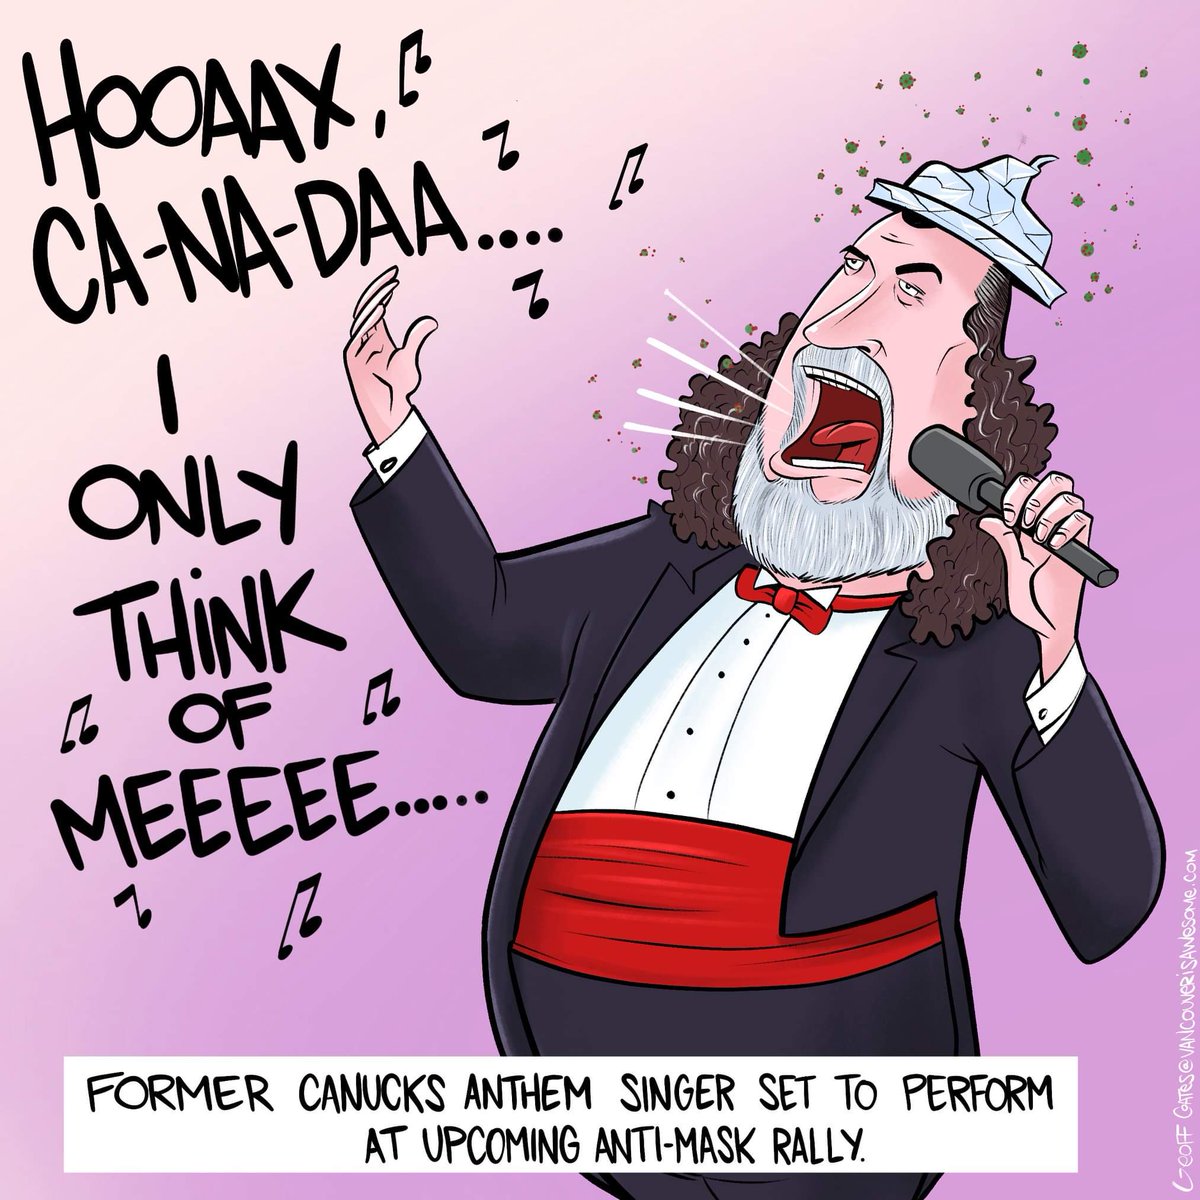 HOOAAX,
CA-NA-DAA....
I
ONLY
THiNK
OF
MEEEEE.....
FORMER CANUCKS ANTHEM SINGER SET TO PERFORM
AT UPCOMING ANTI-MASK RALLY.
GEOFF GATES@VANCOUVERISAWESOME.COM